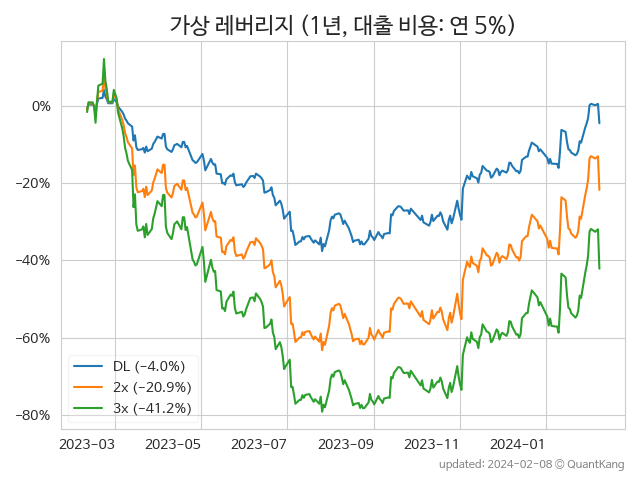 가상 레버리지 (1년, 대출 비용: 연 5%)
0%
−20%
−40%
−60%
−80%
DL (−4.0%)
2x (−20.9%)
3x (−41.2%)
2023−03 2023−05 2023−07 2023−09 2023−11 2024−01
updated: 2024-02-08 © QuantKang